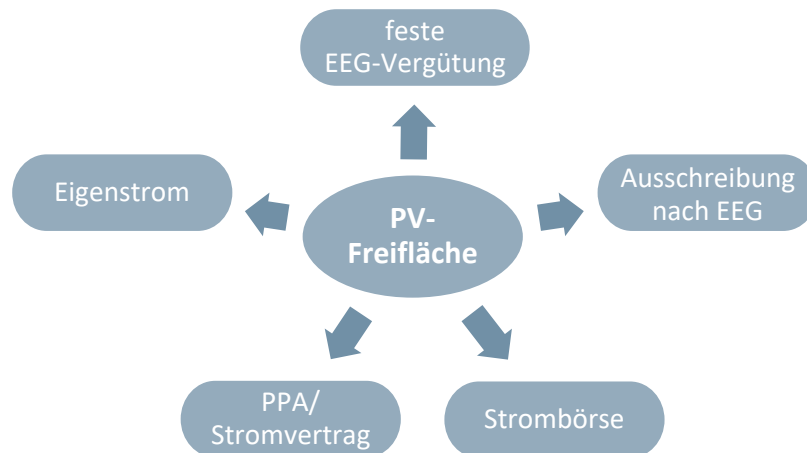 feste
EEG-Vergütung
Eigenstrom
Ausschreibung
nach EEG
PV-
Freifläche
PPA/
Stromvertrag
Strombörse